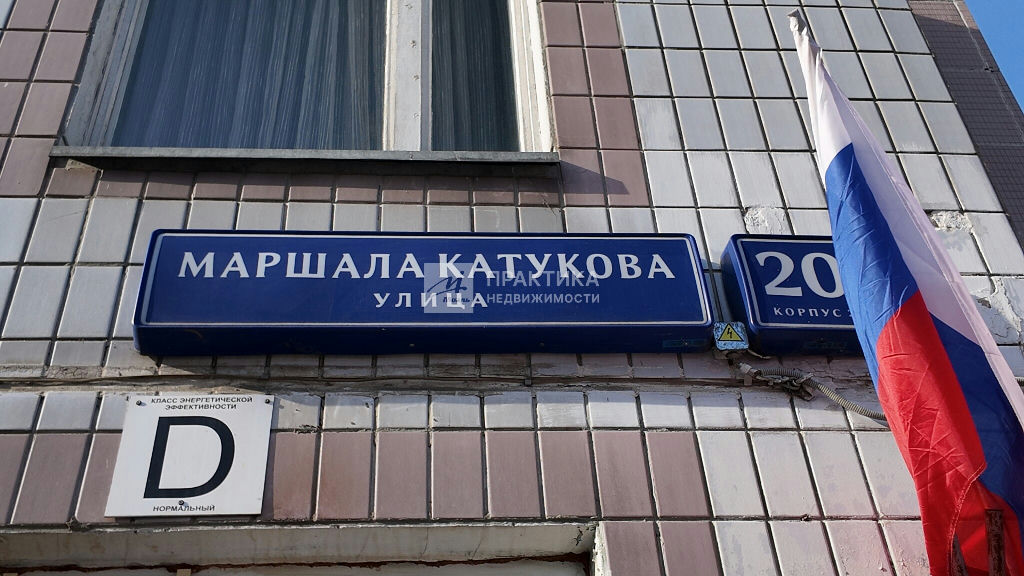 МАРШАЛА КАТУКОВА
УЛИЦА
ПРАКТИКА
НЕДВИЖИМОСТИ
20
КОРПУС
КЛАСС ЭНЕРГЕТИЧЕСКОЙ
ЭФФЕКТИВНОСТИ
D
НОРМАЛЬНЫЙ